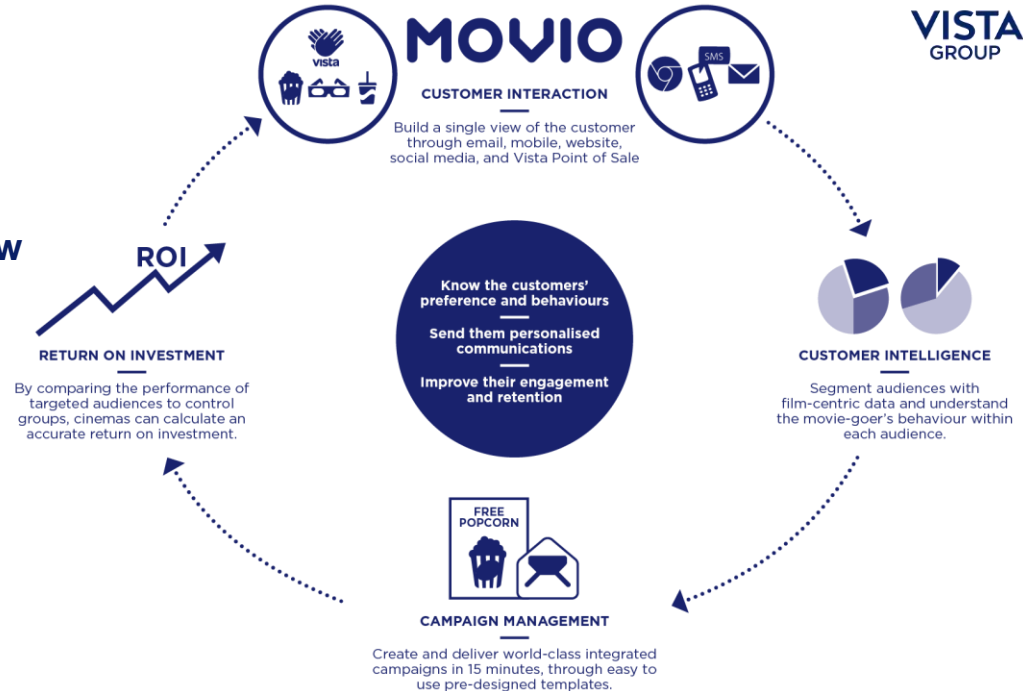 MOVIO
VISTA
GROUP
vista
SMS
CUSTOMER INTERACTION
Build a single view of the customer
through email, mobile, website,
social media, and Vista Point of Sale
w
ROI
RETURN ON INVESTMENT
By comparing the performance of
targeted audiences to control
groups, cinemas can calculate an
accurate return on investment.
Know the customers'
preference and behaviours
Send them personalised
communications
Improve their engagement
and retention
CUSTOMER INTELLIGENCE
Segment audiences with
film-centric data and understand
the movie-goer's behaviour within
each audience.
FREE
POPCORN
CAMPAIGN MANAGEMENT
Create and deliver world-class integrated
campaigns in 15 minutes, through easy to
use pre-designed templates.